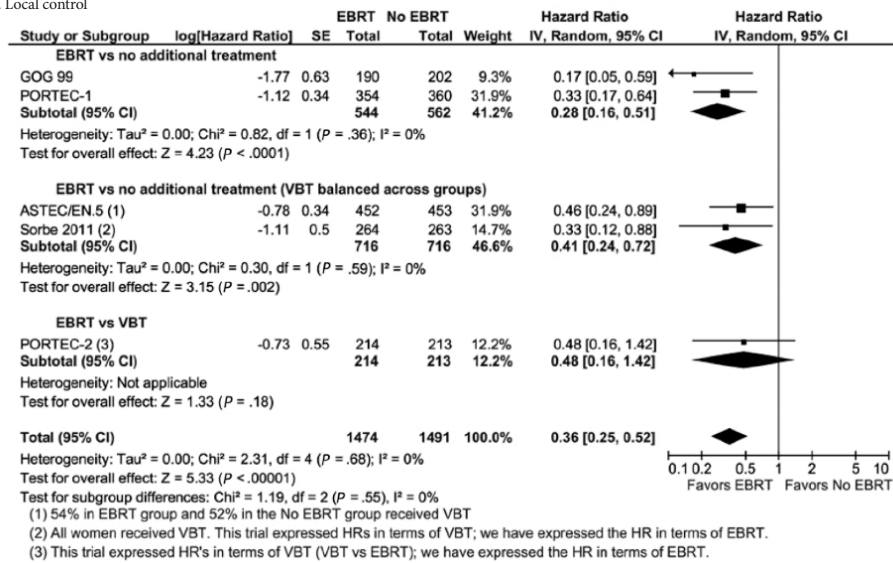 Local control
EBRT No EBRT Hazard Ratio Hazard Ratio
Study or Subgroup log[Hazard Ratio] SE Total Total Weight IV, Random, 95% CI IV, Random, 95% CI
EBRT vs no additional treatment
GOG 99 -1.77 0.63 190 202 9.3% 0.17 [0.05, 0.59]
PORTEC-1 -1.12 0.34 354 360 31.9% 0.33 [0.17, 0.64]
Subtotal (95% CI) 544 562 41.2% 0.28 [0.16, 0.51]
Heterogeneity: Tau² = 0.00; Chi² = 0.82, df = 1 (P = .36); I² = 0%
Test for overall effect: Z = 4.23 (P < .0001)
EBRT vs no additional treatment (VBT balanced across groups)
ASTEC/EN.5 (1) -0.78 0.34 452 453 31.9% 0.46 [0.24, 0.89]
Sorbe 2011 (2) -1.11 0.5 264 263 14.7% 0.33 [0.12, 0.88]
Subtotal (95% CI) 716 716 46.6% 0.41 [0.24, 0.72]
Heterogeneity: Tau² = 0.00; Chi² = 0.30, df = 1 (P = .59); I² = 0%
Test for overall effect: Z = 3.15 (P =.002)
EBRT vs VBT
PORTEC-2 (3) -0.73 0.55 214 213 12.2% 0.48 [0.16, 1.42]
Subtotal (95% CI) 214 213 12.2% 0.48 [0.16, 1.42]
Heterogeneity: Not applicable
Test for overall effect: Z = 1.33 (P = .18)
Total (95% CI) 1474 1491 100.0% 0.36 [0.25, 0.52]
Heterogeneity: Tau² = 0.00; Chi² = 2.31, df = 4 (P = .68); I² = 0%
0.1 0.2 0.5 1 2 5 10
Test for overall effect: Z = 5.33 (P <.00001)
Favors EBRT Favors No EBRT
Test for subgroup differences: Chi² = 1.19, df = 2 (P = .55), I² = 0%
(1) 54% in EBRT group and 52% in the No EBRT group received VBT
(2) All women received VBT. This trial expressed HRs in terms of VBT; we have expressed the HR in terms of EBRT.
(3) This trial expressed HR's in terms of VBT (VBT vs EBRT); we have expressed the HR in terms of EBRT.